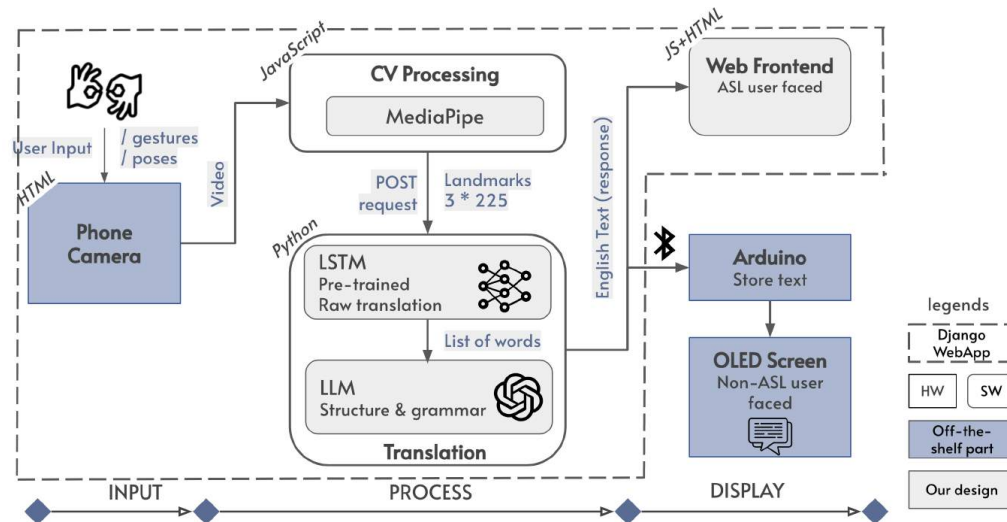 JavaScript
CV Processing
MediaPipe
JS+HTML
Web Frontend
ASL user faced
User Input
/ gestures
/ poses
HTML
Phone
Camera
Video
POST
request
Landmarks
3 * 225
Python
LSTM
Pre-trained
Raw translation
List of words
LLM
Structure & grammar
Translation
English Text (response)
Arduino
Store text
OLED Screen
Non-ASL user
faced
legends
Django
WebApp
HW
SW
Off-the-
shelf part
Our design
INPUT
PROCESS
DISPLAY